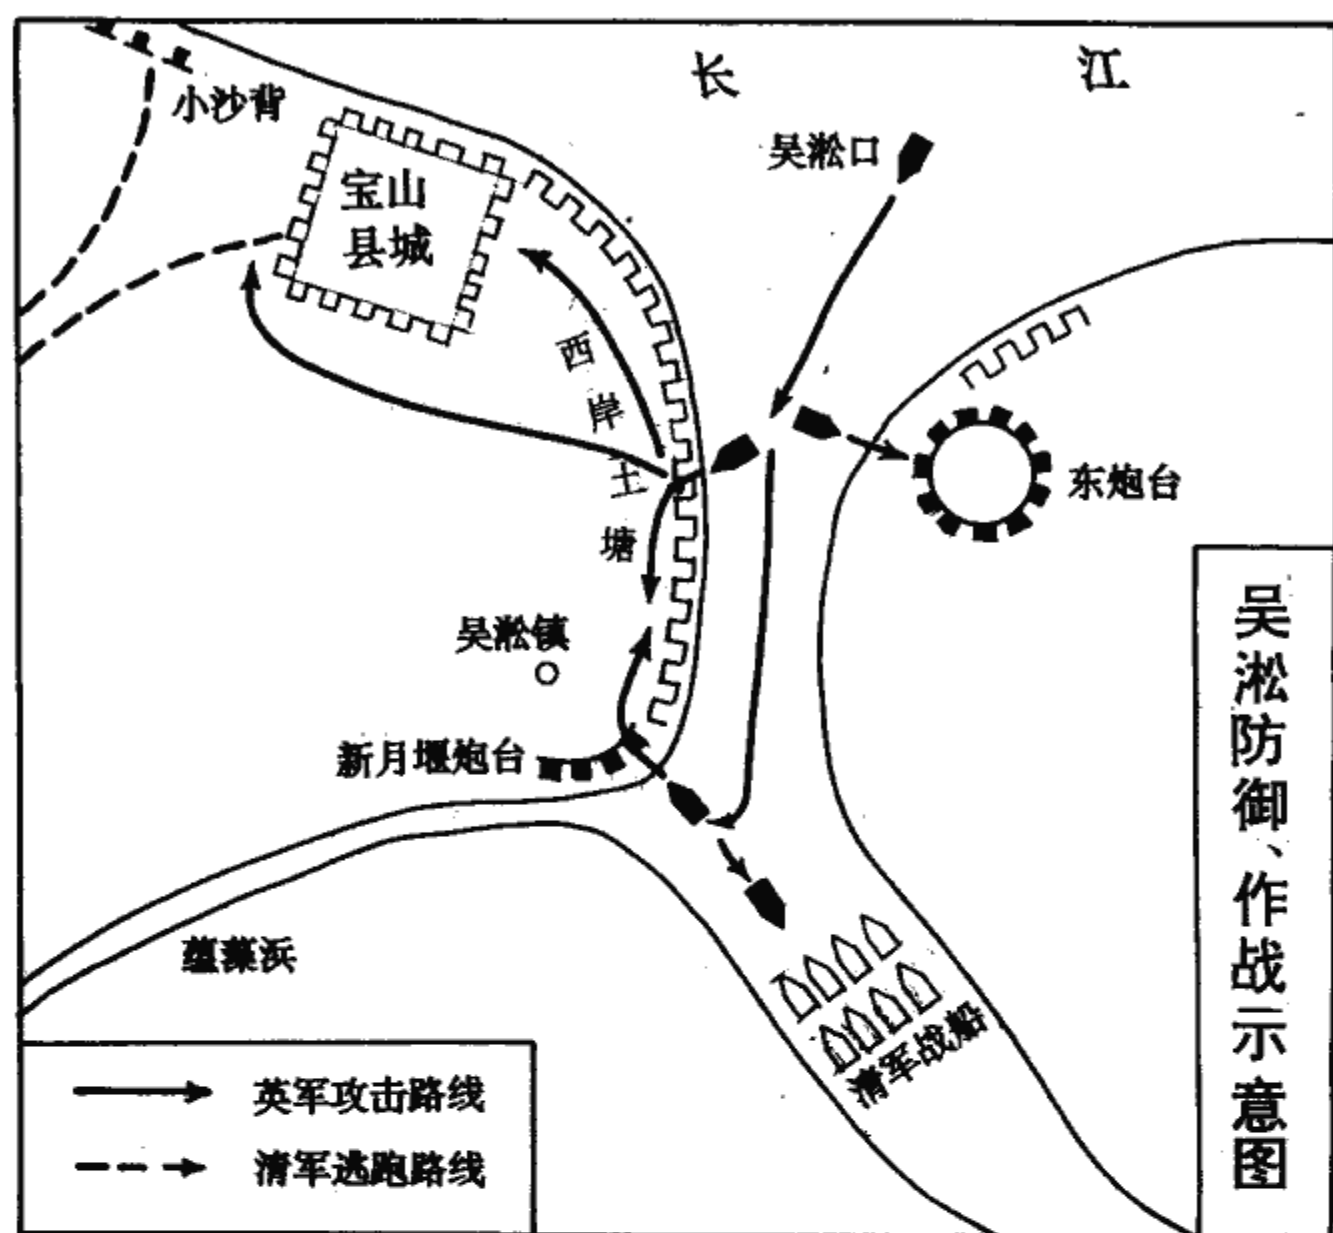 长 江
小沙背
吴淞口
宝山
县城
西岸土塘
东炮台
吴淞镇
新月堰炮台
蕴藻浜
清军战船
吴淞防御、作战示意图
英军攻击路线
清军逃跑路线